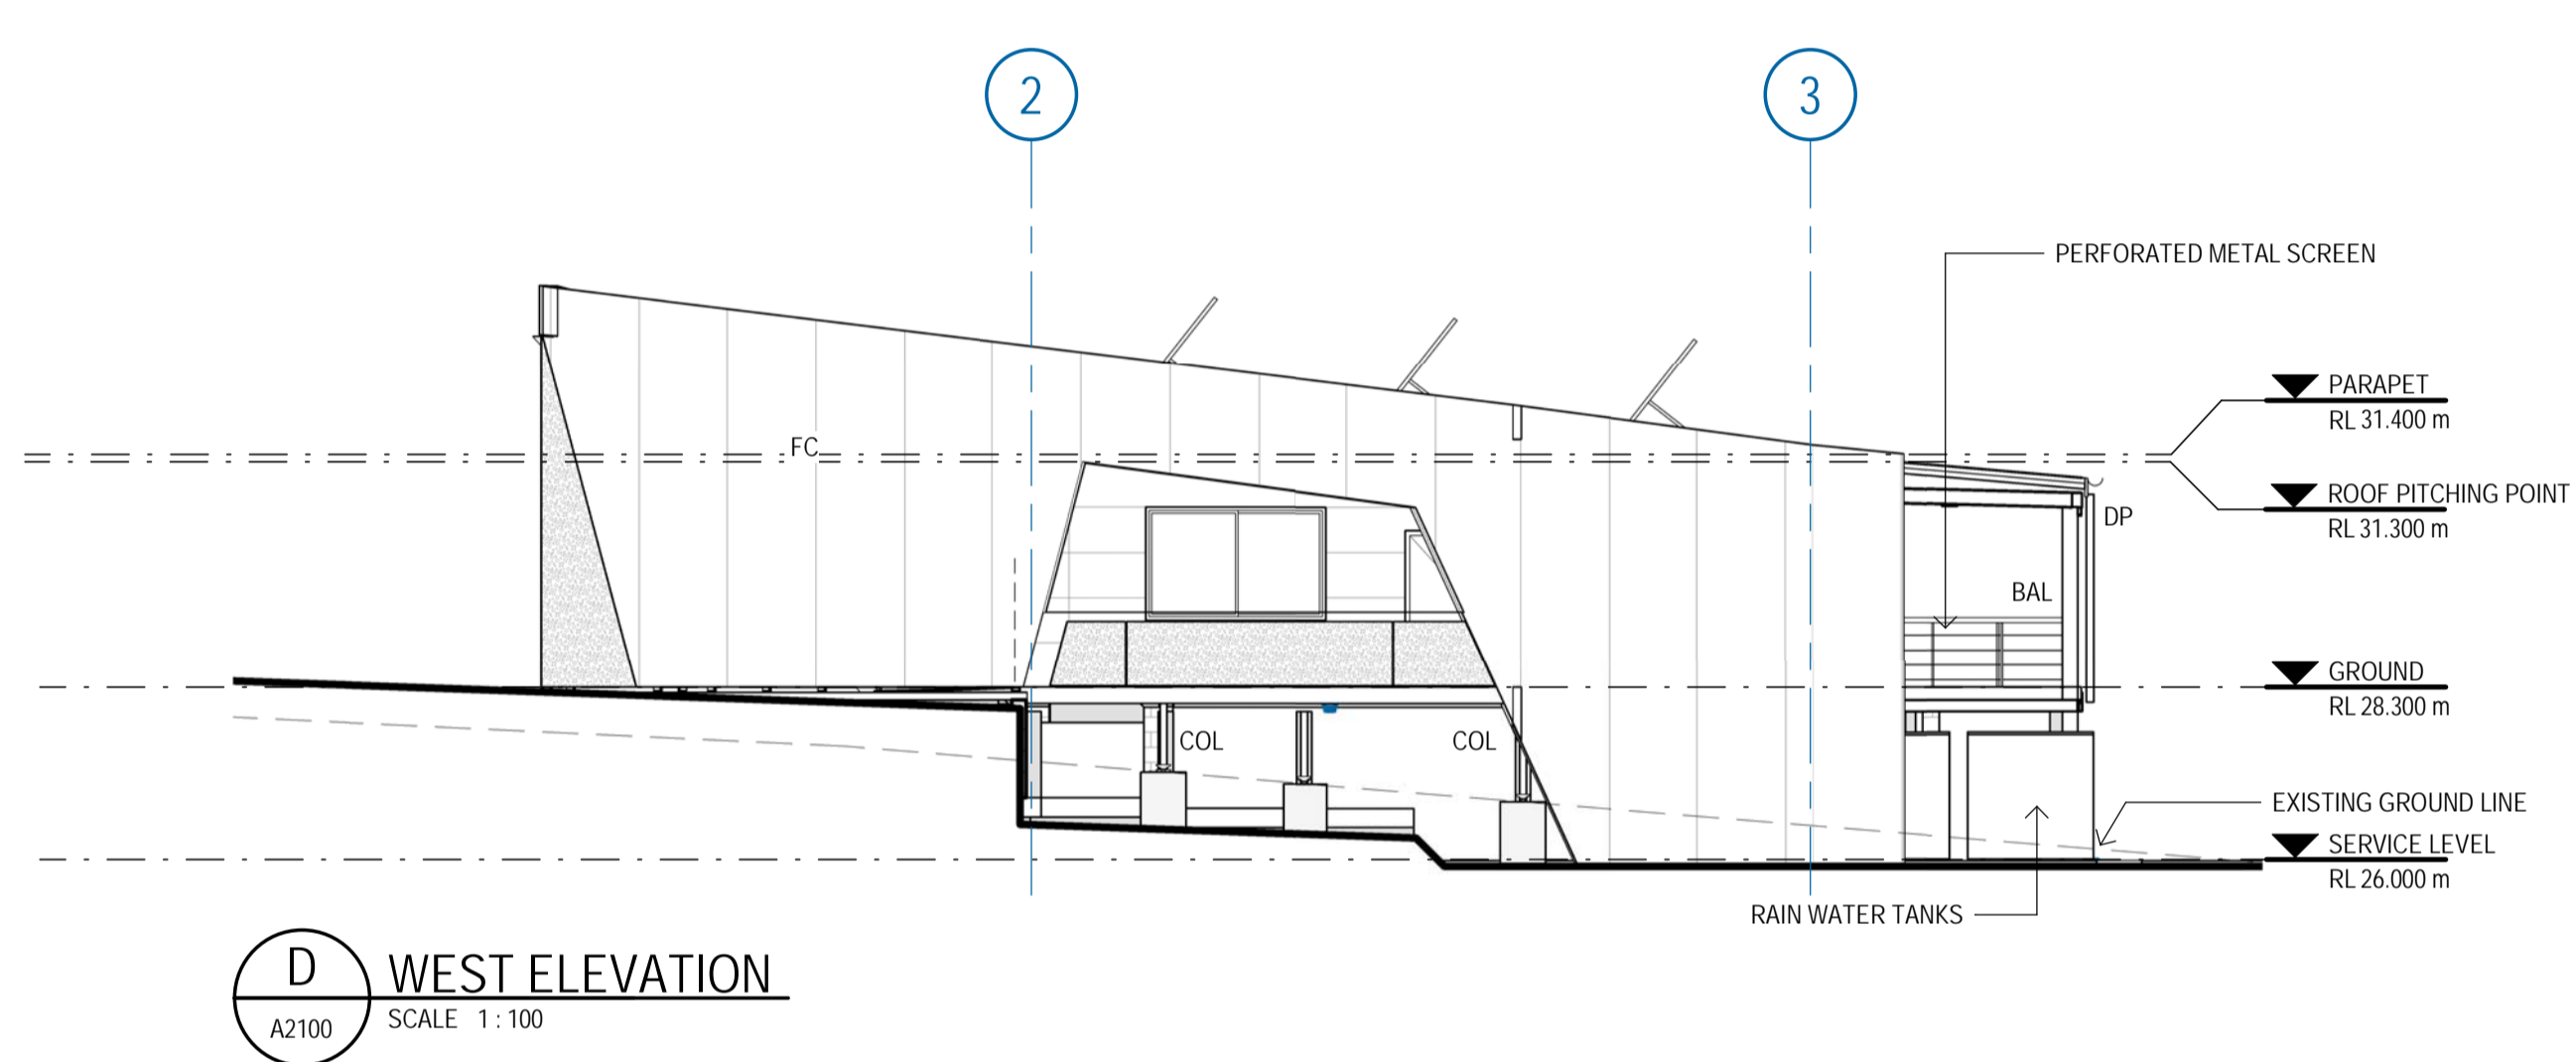 2
3
PERFORATED METAL SCREEN
PARAPET
RL 31.400 m
FC
ROOF PITCHING POINT
RL 31.300 m
DP
BAL
GROUND
RL 28.300 m
COL
COL
EXISTING GROUND LINE
SERVICE LEVEL
RL 26.000 m
RAIN WATER TANKS
D
WEST ELEVATION
A2100
SCALE 1 : 100